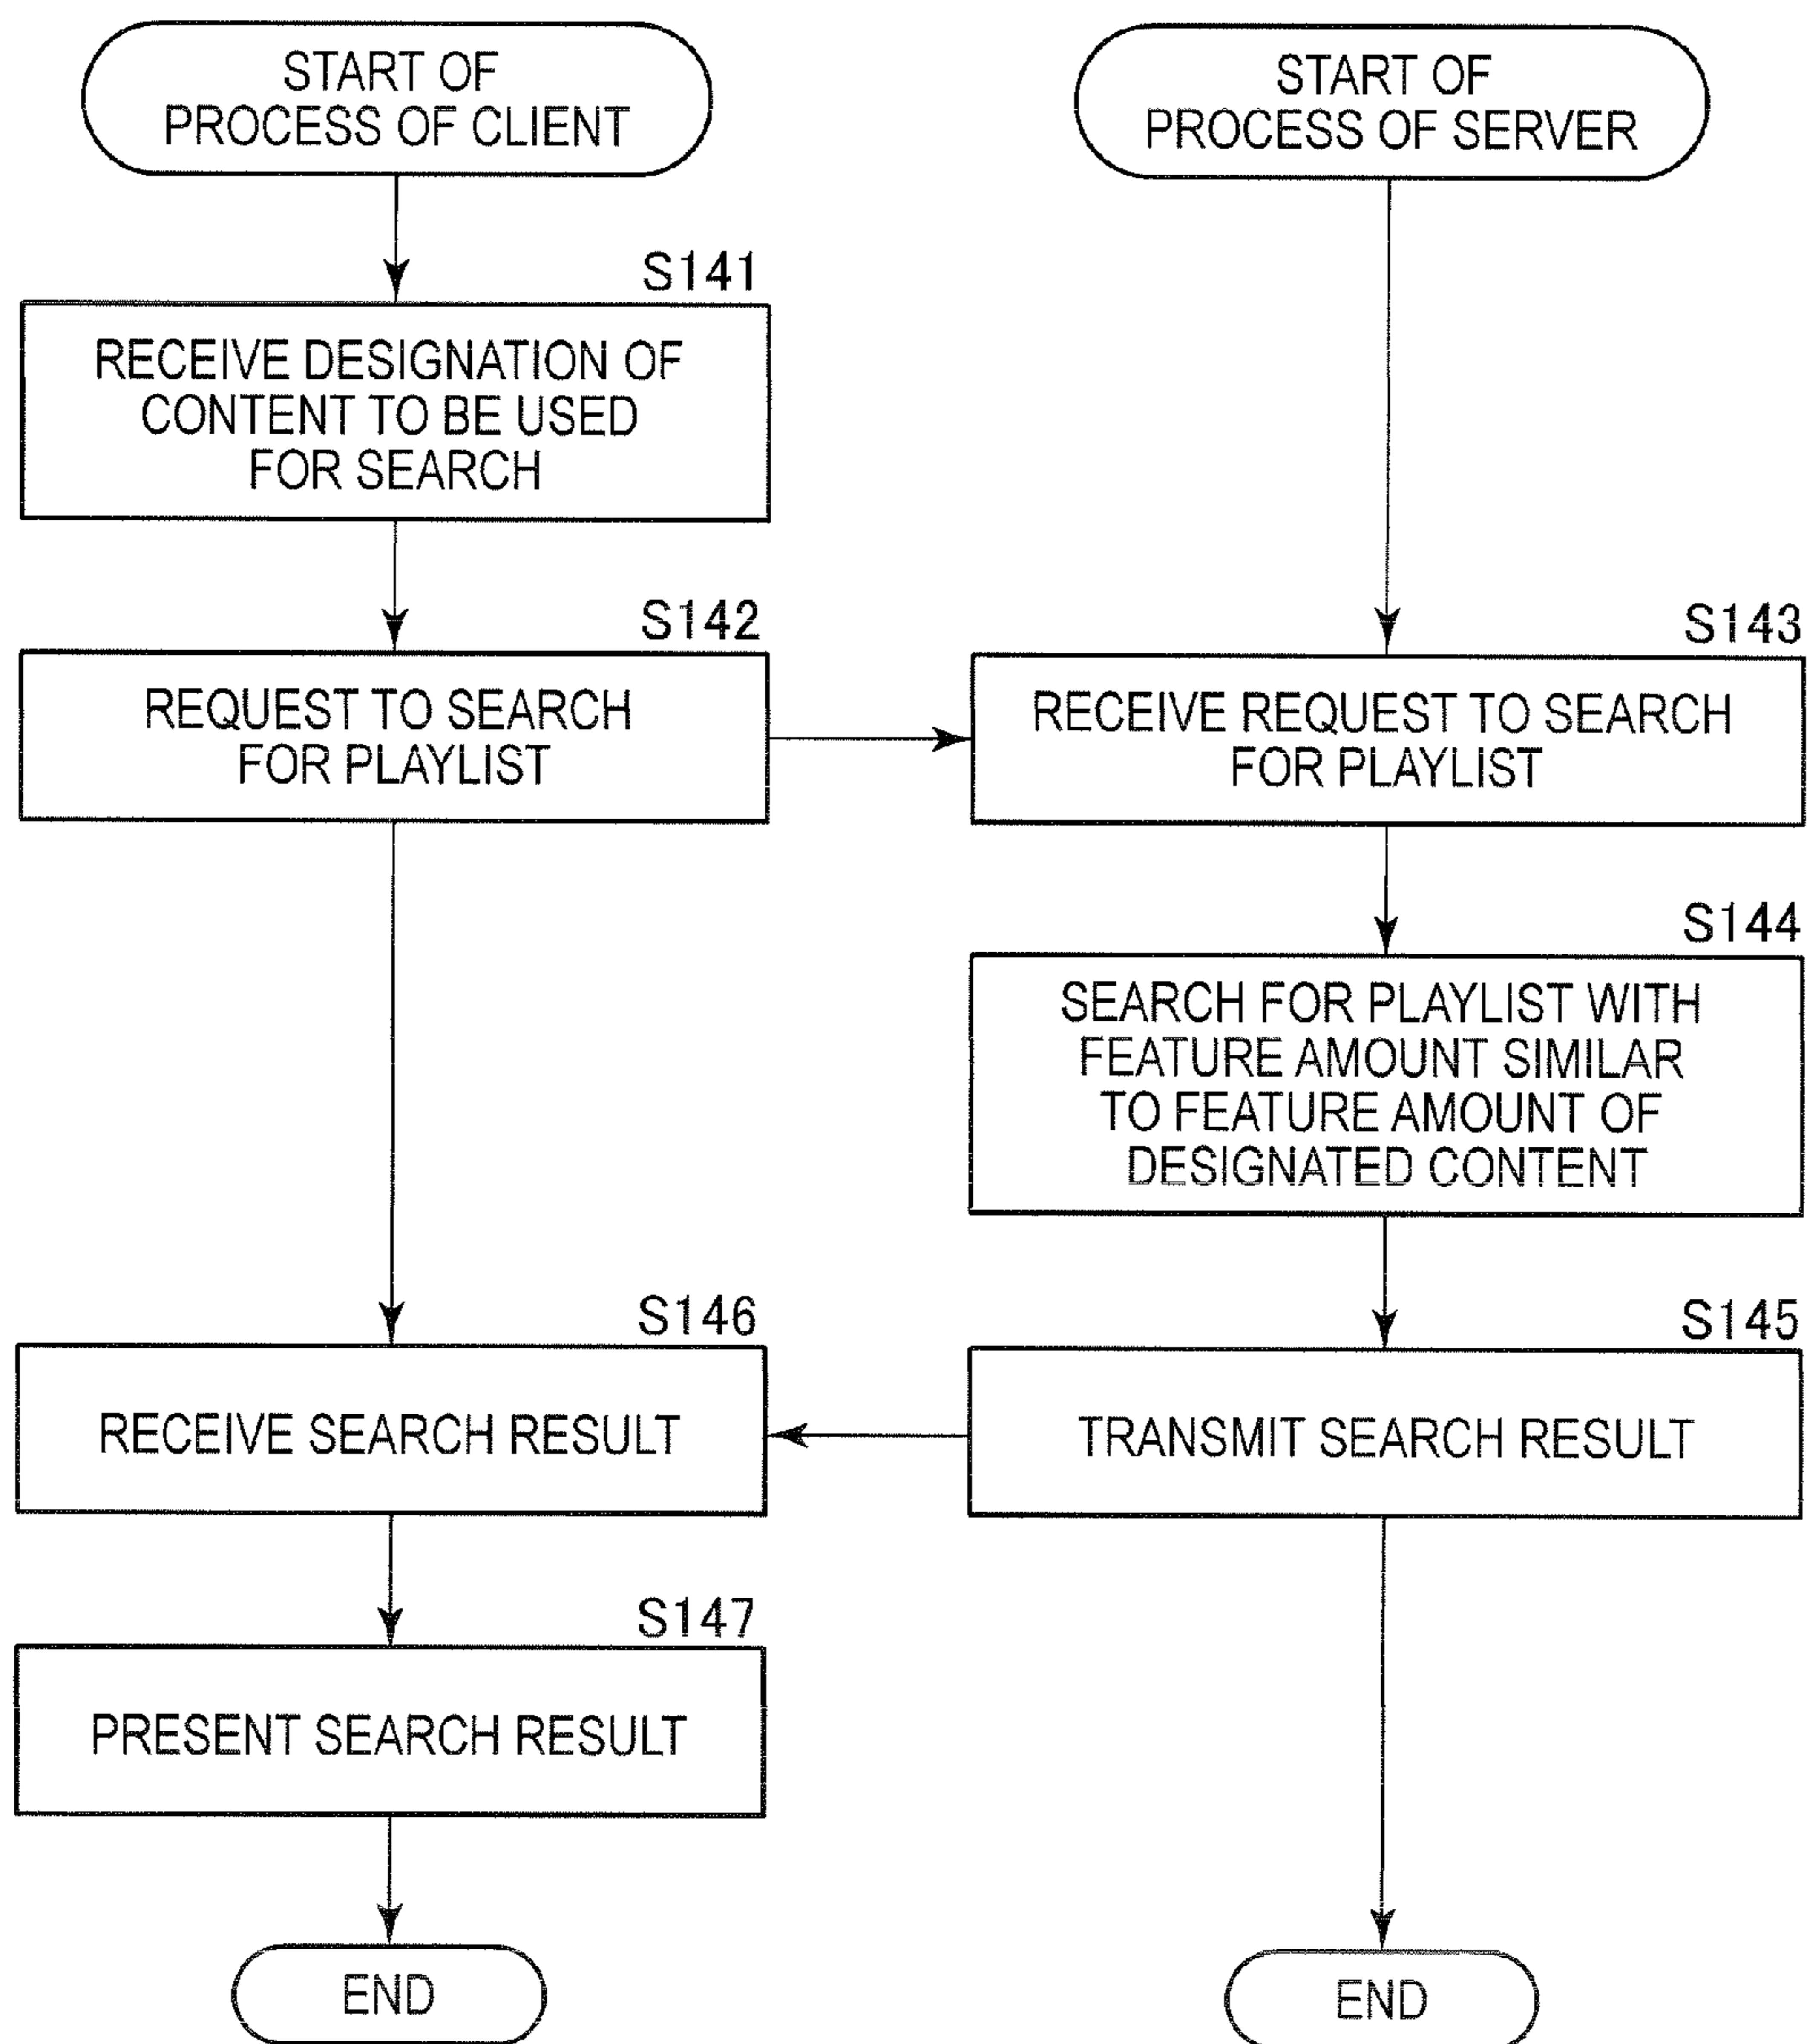 START OF
PROCESS OF CLIENT
START OF
PROCESS OF SERVER
S141
RECEIVE DESIGNATION OF
CONTENT TO BE USED
FOR SEARCH
S142
REQUEST TO SEARCH
FOR PLAYLIST
S143
RECEIVE REQUEST TO SEARCH
FOR PLAYLIST
S144
SEARCH FOR PLAYLIST WITH
FEATURE AMOUNT SIMILAR
TO FEATURE AMOUNT OF
DESIGNATED CONTENT
S146
RECEIVE SEARCH RESULT
S145
TRANSMIT SEARCH RESULT
S147
PRESENT SEARCH RESULT
END
END